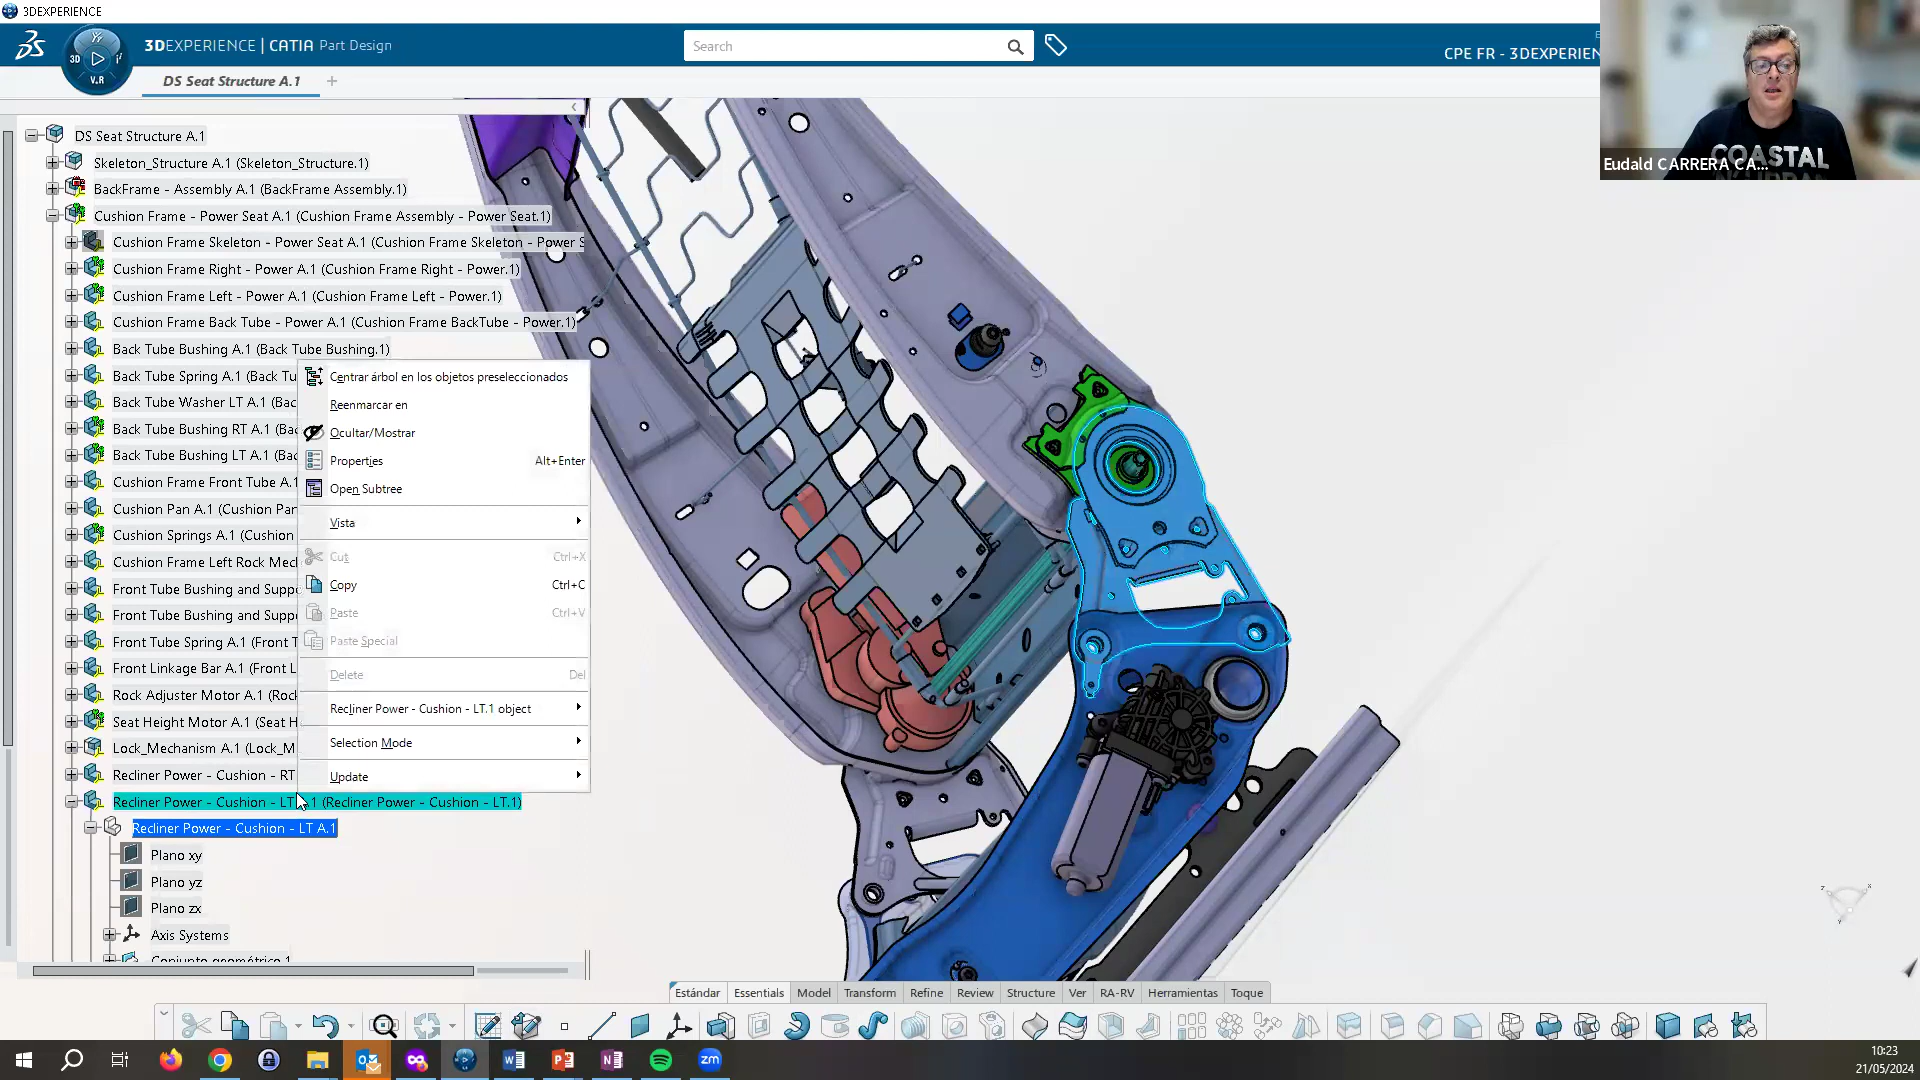 3DEXPERIENCE
3DEXPERIENCE | CATIA Part Design
3D
V.R
Search
CPE FR - 3DEXPERIEN
DS Seat Structure A.1
DS Seat Structure A.1
Skeleton_Structure A.1 (Skeleton_Structure.1)
BackFrame - Assembly A.1 (BackFrame Assembly.1)
Cushion Frame - Power Seat A.1 (Cushion Frame Assembly - Power Seat.1)
Cushion Frame Skeleton - Power Seat A.1 (Cushion Frame Skeleton - Power S
Cushion Frame Right - Power A.1 (Cushion Frame Right - Power.1)
Cushion Frame Left - Power A.1 (Cushion Frame Left - Power.1)
Cushion Frame Back Tube - Power A.1 (Cushion Frame BackTube - Power.1)
Back Tube Bushing A.1 (Back Tube Bushing.1)
Back Tube Spring A.1 (Back Tu
Back Tube Washer LT A.1 (Bac
Back Tube Bushing RT A.1 (Ba
Back Tube Bushing LT A.1 (Ba
Cushion Frame Front Tube A.1
Cushion Pan A.1 (Cushion Par
Cushion Springs A.1 (Cushion
Cushion Frame Left Rock Mec
Front Tube Bushing and Supp
Front Tube Bushing and Supp
Front Tube Spring A.1 (Front T
Front Linkage Bar A.1 (Front L
Rock Adjuster Motor A.1 (Rock
Seat Height Motor A.1 (Seat H
Lock_Mechanism A.1 (Lock_M
Recliner Power - Cushion - RT
Recliner Power - Cushion - LT A.1 (Recliner Power - Cushion - LT.1)
Recliner Power - Cushion - LT A.1
Plano xy
Plano yz
Plano zx
Axis Systems
Conjunto geométrico.1
Centrar árbol en los objetos preseleccionados
Reenmarcar en
Ocultar/Mostrar
Properties Alt+Enter
Open Subtree
Vista
Cut Ctrl+X
Copy Ctrl+C
Paste Ctrl+V
Paste Special
Delete Del
Recliner Power - Cushion - LT.1 object
Selection Mode
Update
COASTAL
Eudald CARRERA CA...
Estándar Essentials Model Transform Refine Review Structure Ver RA-RV Herramientas Toque
zm
10:23
21/05/2024